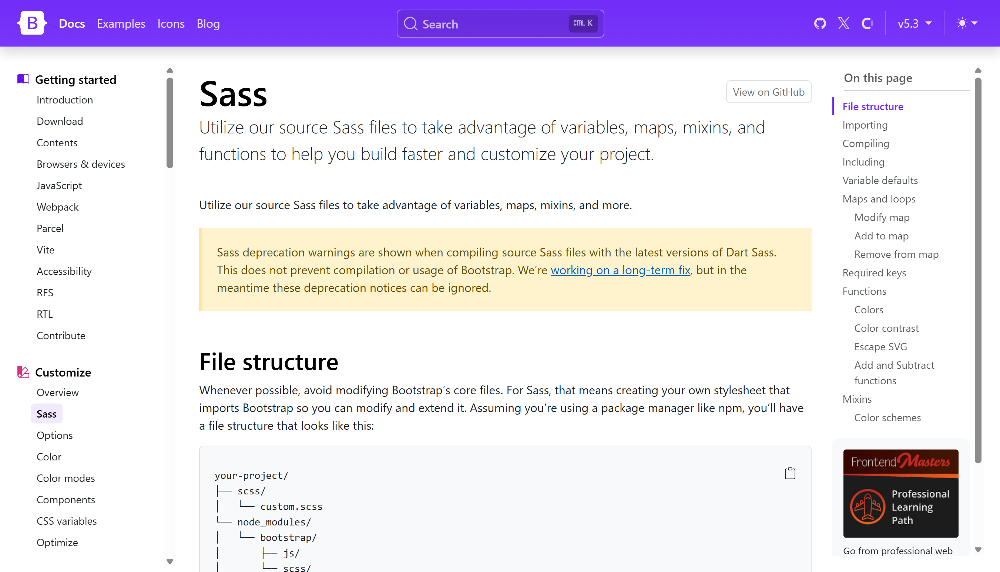 B Docs Examples Icons Blog Search CTRL K v5.3
Getting started
Introduction
Download
Contents
Browsers & devices
JavaScript
Webpack
Parcel
Vite
Accessibility
RFS
RTL
Contribute
Customize
Overview
Sass
Options
Color
Color modes
Components
CSS variables
Optimize
Sass
View on GitHub
Utilize our source Sass files to take advantage of variables, maps, mixins, and
functions to help you build faster and customize your project.
Utilize our source Sass files to take advantage of variables, maps, mixins, and more.
Sass deprecation warnings are shown when compiling source Sass files with the latest versions of Dart Sass.
This does not prevent compilation or usage of Bootstrap. We’re working on a long-term fix, but in the
meantime these deprecation notices can be ignored.
File structure
Whenever possible, avoid modifying Bootstrap’s core files. For Sass, that means creating your own stylesheet that
imports Bootstrap so you can modify and extend it. Assuming you’re using a package manager like npm, you’ll have
a file structure that looks like this:
your-project/
├── scss/
│   └── custom.scss
└── node_modules/
│   └── bootstrap/
│       ├── js/
│       └── scss/
On this page
File structure
Importing
Compiling
Including
Variable defaults
Maps and loops
Modify map
Add to map
Remove from map
Required keys
Functions
Colors
Color contrast
Escape SVG
Add and Subtract
functions
Mixins
Color schemes
Frontend Masters
Professional
Learning
Path
Go from professional web